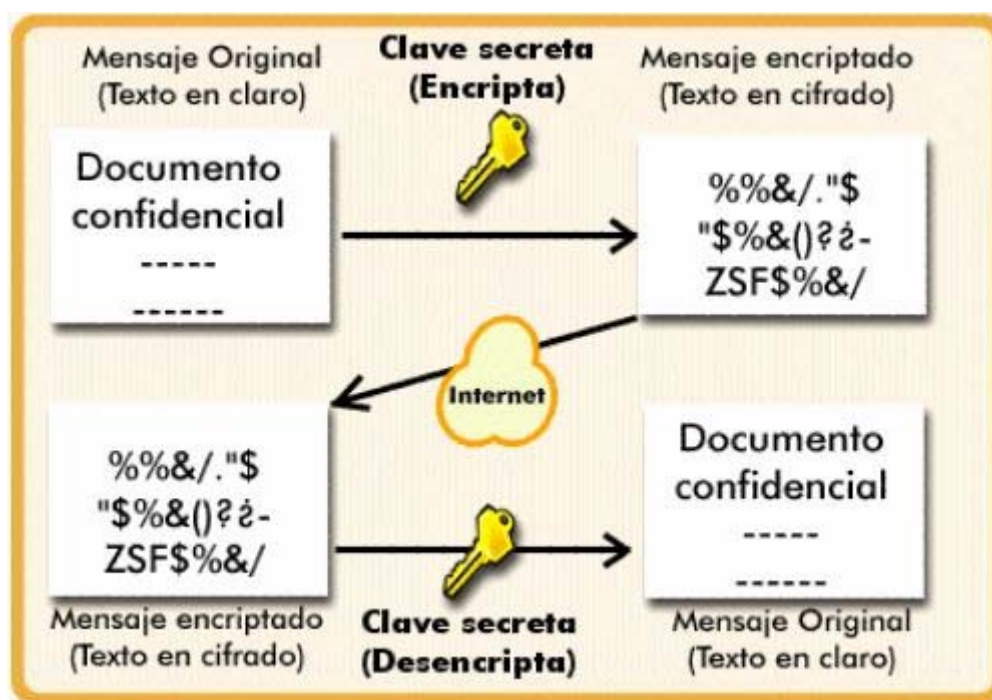 Mensaje Original
(Texto en claro)
Clave secreta
(Encripta)
Mensaje encriptado
(Texto en cifrado)
Documento
confidencial
-----
------
%%&/."$
"$%&()?¿-
ZSF$%&/
Internet
%%&/."$
"$%&()?¿-
ZSF$%&/
Documento
confidencial
-----
------
Mensaje encriptado
(Texto en cifrado)
Clave secreta
(Desencripta)
Mensaje Original
(Texto en claro)